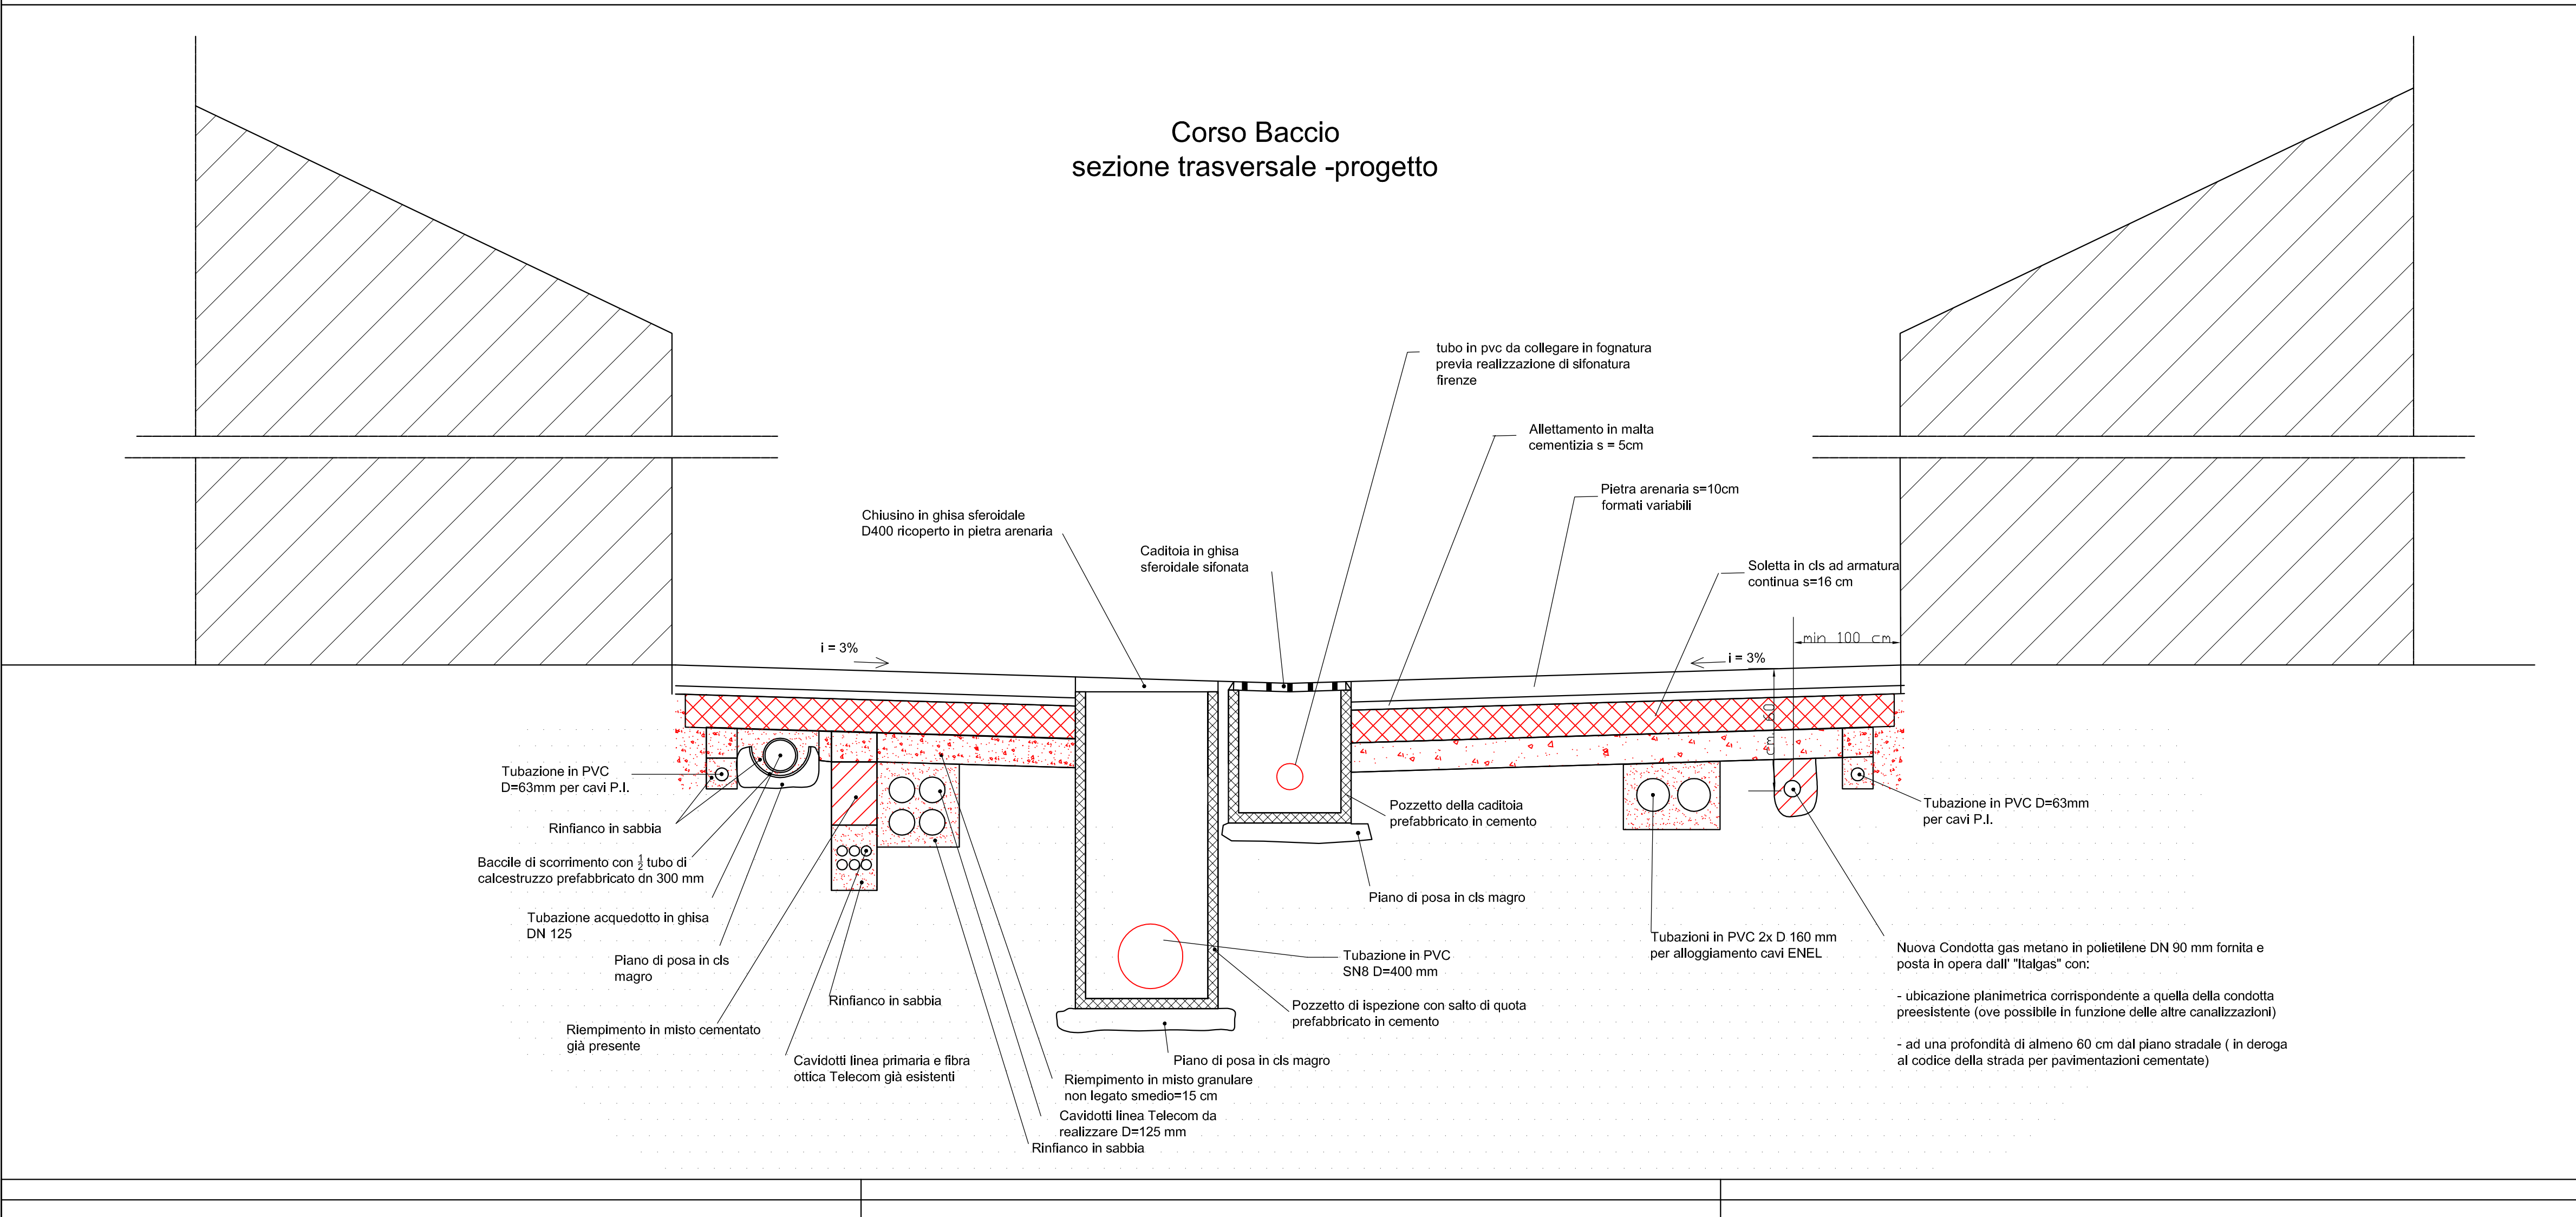 Corso Baccio
sezione trasversale -progetto
tubo in pvc da collegare in fognatura
previa realizzazione di sifonatura
firenze
Allettamento in malta
cementizia s = 5cm
Pietra arenaria s=10cm
formati variabili
Chiusino in ghisa sferoidale
D400 ricoperto in pietra arenaria
Caditoia in ghisa
sferoidale sifonata
Soletta in cls ad armatura
continua s=16 cm
min 100 cm
i = 3%
i = 3%
cm 60
Tubazione in PVC
D=63mm per cavi P.I.
Rinfianco in sabbia
Baccile di scorrimento con 1/2 tubo di
calcestruzzo prefabbricato dn 300 mm
Tubazione acquedotto in ghisa
DN 125
Piano di posa in cls
magro
Riempimento in misto cementato
già presente
Rinfianco in sabbia
Cavidotti linea primaria e fibra
ottica Telecom già esistenti
Riempimento in misto granulare
non legato smedio=15 cm
Cavidotti linea Telecom da
realizzare D=125 mm
Rinfianco in sabbia
Piano di posa in cls magro
Pozzetto di ispezione con salto di quota
prefabbricato in cemento
Tubazione in PVC
SN8 D=400 mm
Piano di posa in cls magro
Pozzetto della caditoia
prefabbricato in cemento
Tubazioni in PVC 2x D 160 mm
per alloggiamento cavi ENEL
Tubazione in PVC D=63mm
per cavi P.I.
Nuova Condotta gas metano in polietilene DN 90 mm fornita e
posta in opera dall' "Italgas" con:
- ubicazione planimetrica corrispondente a quella della condotta
preesistente (ove possibile in funzione delle altre canalizzazioni)
- ad una profondità di almeno 60 cm dal piano stradale ( in deroga
al codice della strada per pavimentazioni cementate)